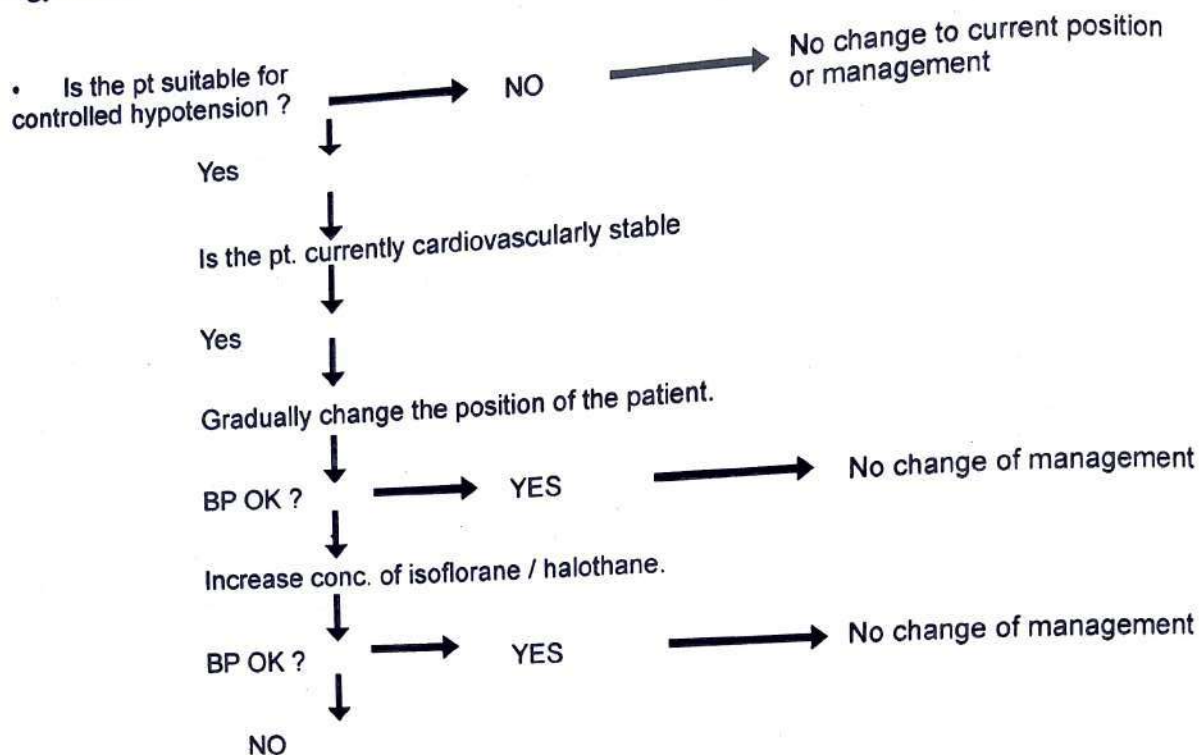 • Is the pt suitable for
controlled hypotension ?
NO
No change to current position
or management
Yes
Is the pt. currently cardiovascularly stable
Yes
Gradually change the position of the patient.
BP OK ?
YES
No change of management
Increase conc. of isoflorane / halothane.
BP OK ?
YES
No change of management
NO